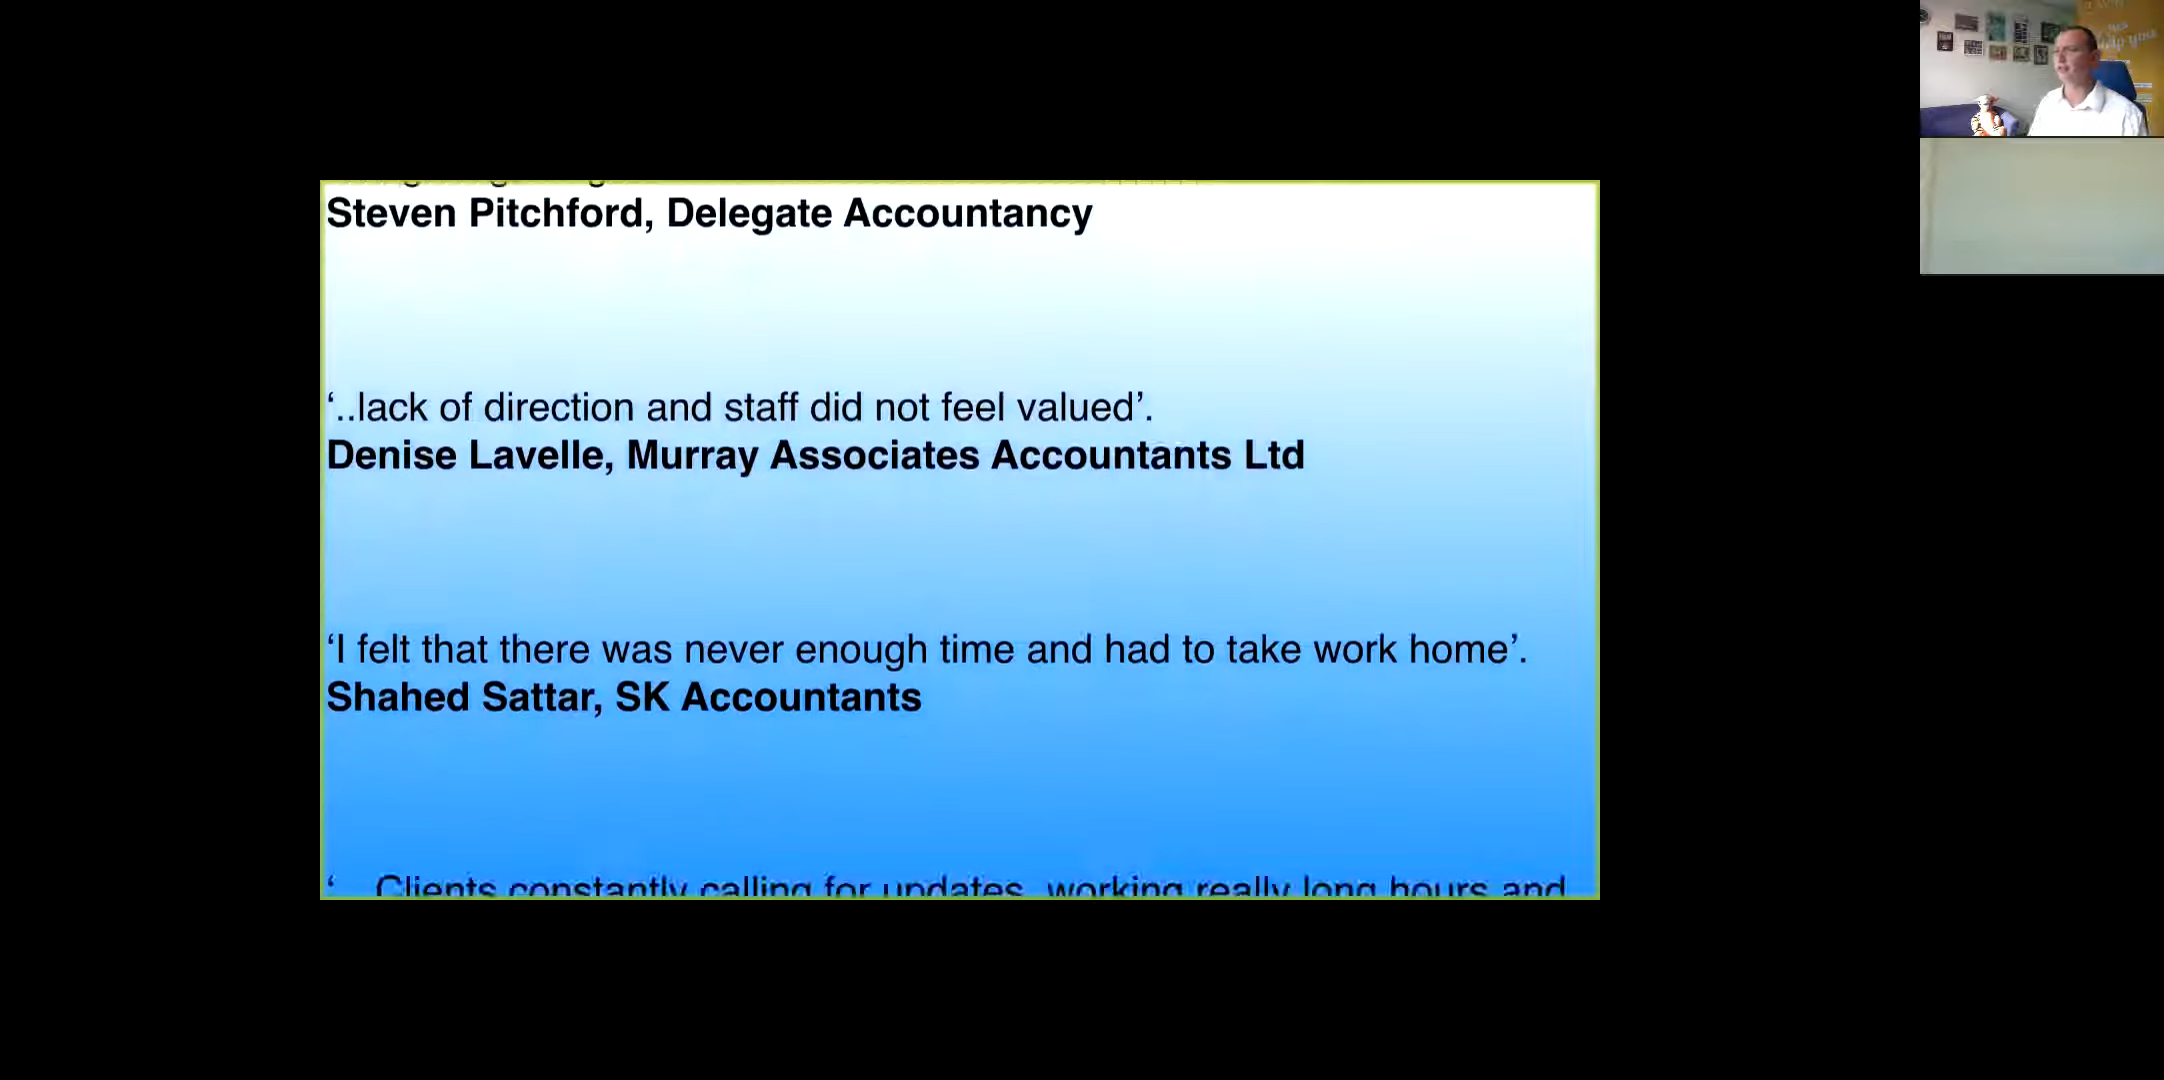 Steven Pitchford, Delegate Accountancy
‘..lack of direction and staff did not feel valued’.
Denise Lavelle, Murray Associates Accountants Ltd
‘I felt that there was never enough time and had to take work home’.
Shahed Sattar, SK Accountants
‘ Clients constantly calling for updates, working really long hours and
help you